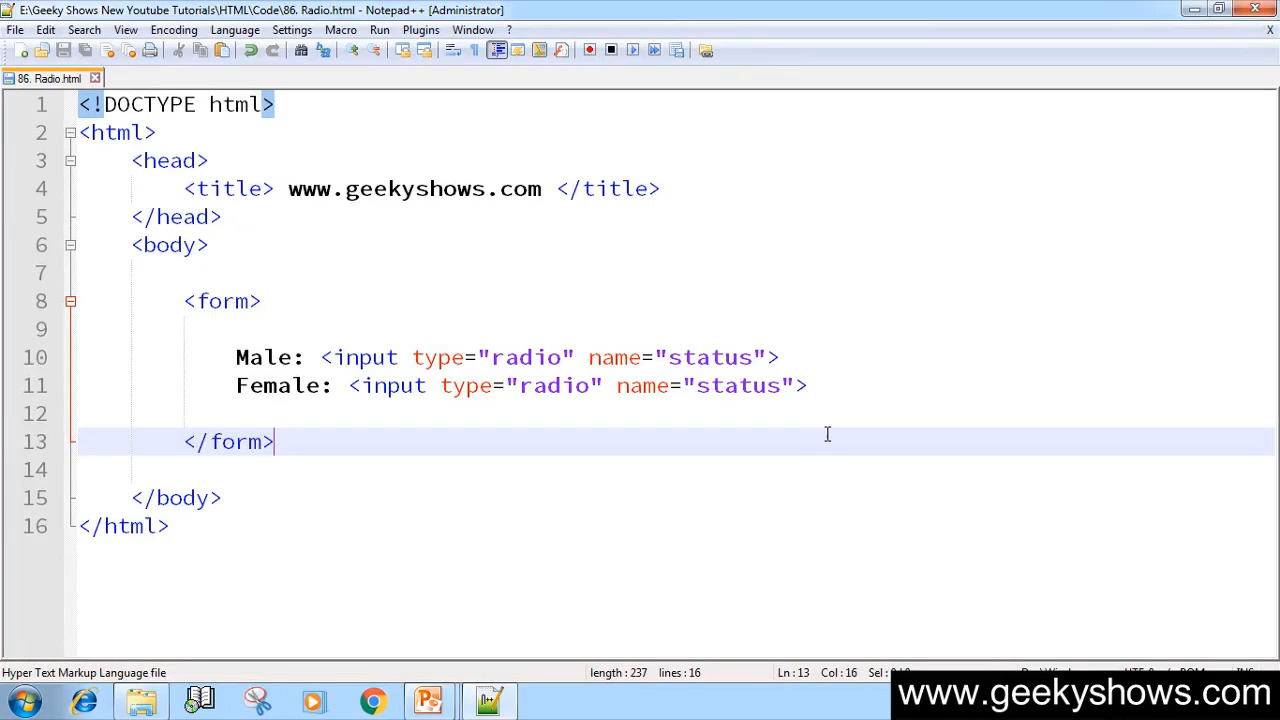 E:\Geeky Shows New Youtube Tutorials\HTML\Code\86. Radio.html - Notepad++ [Administrator]
File Edit Search View Encoding Language Settings Macro Run Plugins Window ? X
86. Radio.html
1 <!DOCTYPE html>
2 <html>
3 <head>
4 <title> www.geekyshows.com </title>
5 </head>
6 <body>
7
8 <form>
9
10 Male: <input type="radio" name="status">
11 Female: <input type="radio" name="status">
12
13 </form>
14
15 </body>
16 </html>
Hyper Text Markup Language file length : 237 lines : 16 Ln : 13 Col : 16 Sel :
www.geekyshows.com